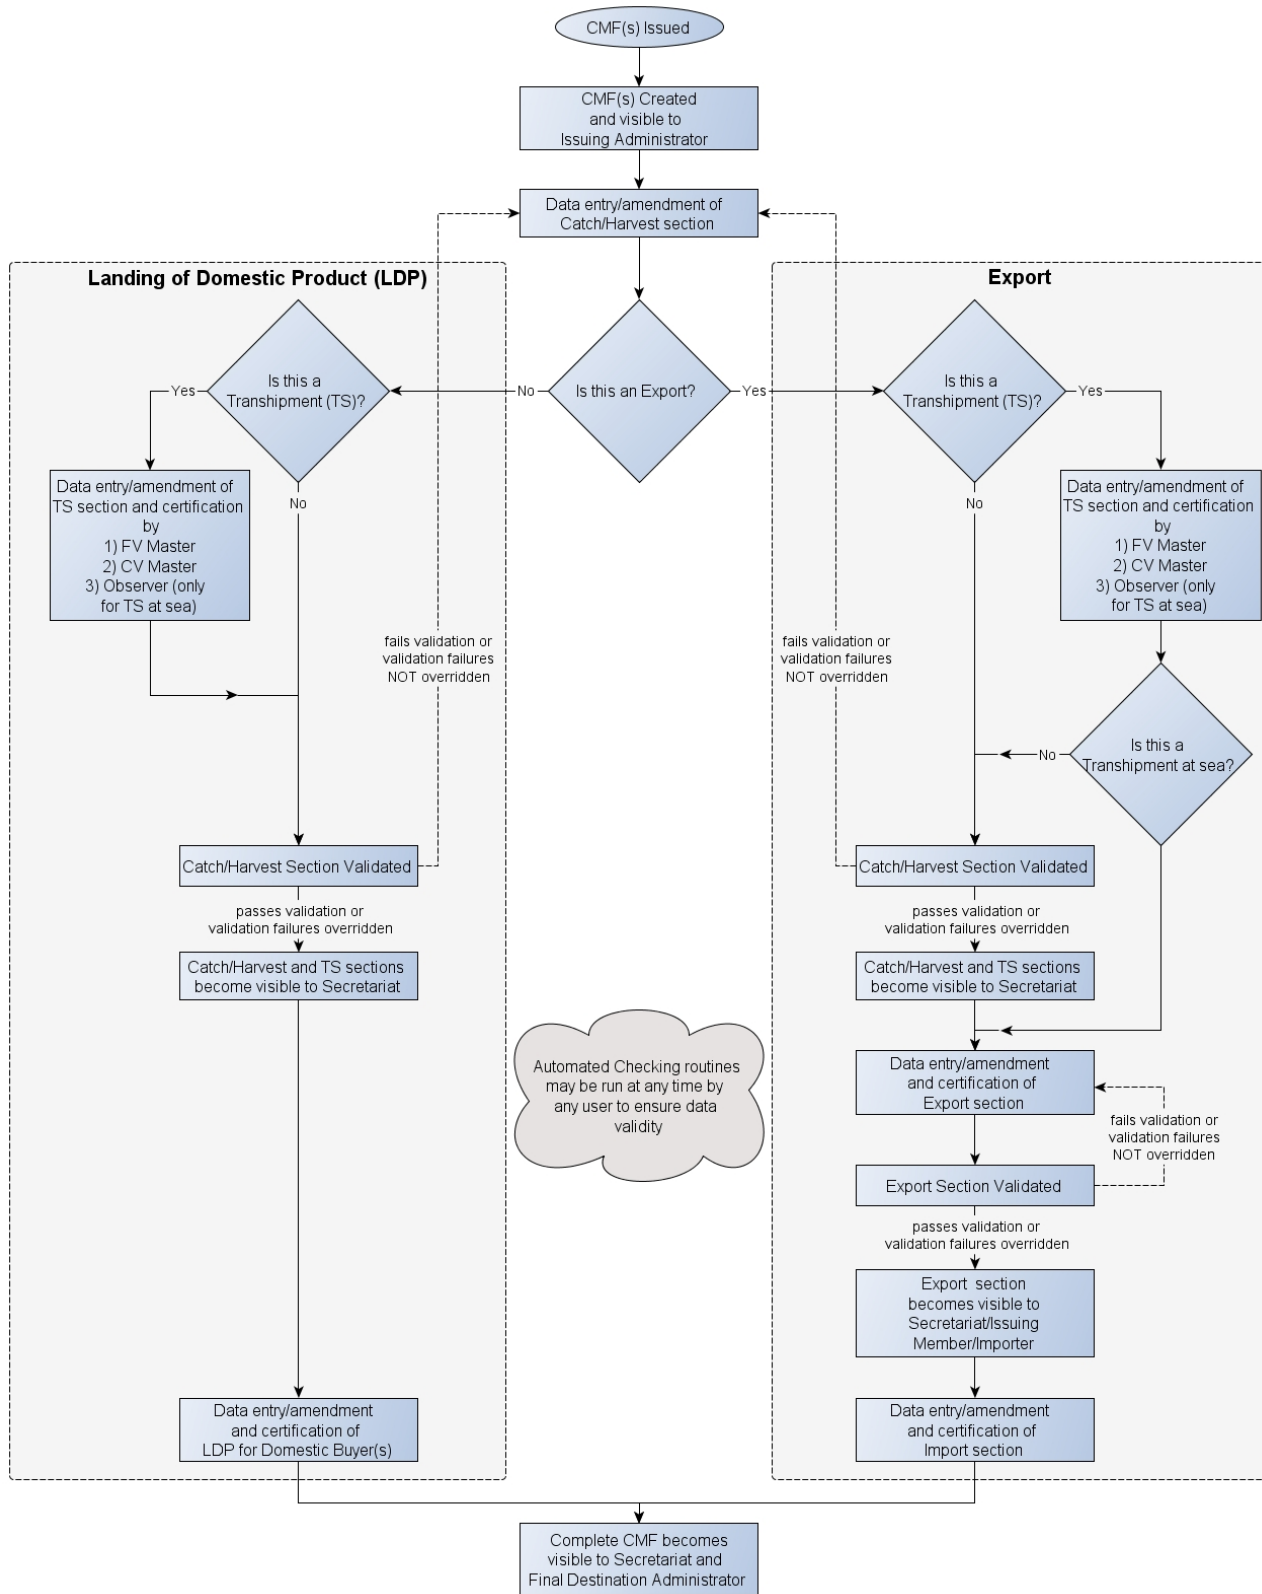 CMF(s) Issued
CMF(s) Created
and visible to
Issuing Administrator
Data entry/amendment of
Catch/Harvest section
Is this an Export?
No
Yes
Landing of Domestic Product (LDP)
Is this a
Transhipment (TS)?
Yes
No
Data entry/amendment of
TS section and certification
by
1) FV Master
2) CV Master
3) Observer (only
for TS at sea)
fails validation or
validation failures
NOT overridden
Catch/Harvest Section Validated
passes validation or
validation failures overridden
Catch/Harvest and TS sections
become visible to Secretariat
Data entry/amendment
and certification of
LDP for Domestic Buyer(s)
Automated Checking routines
may be run at any time by
any user to ensure data
validity
Export
Is this a
Transhipment (TS)?
Yes
No
Data entry/amendment of
TS section and certification
by
1) FV Master
2) CV Master
3) Observer (only
for TS at sea)
fails validation or
validation failures
NOT overridden
Is this a
Transhipment at sea?
No
Catch/Harvest Section Validated
passes validation or
validation failures overridden
Catch/Harvest and TS sections
become visible to Secretariat
Data entry/amendment
and certification of
Export section
fails validation or
validation failures
NOT overridden
Export Section Validated
passes validation or
validation failures overridden
Export section
becomes visible to
Secretariat/Issuing
Member/Importer
Data entry/amendment
and certification of
Import section
Complete CMF becomes
visible to Secretariat and
Final Destination Administrator